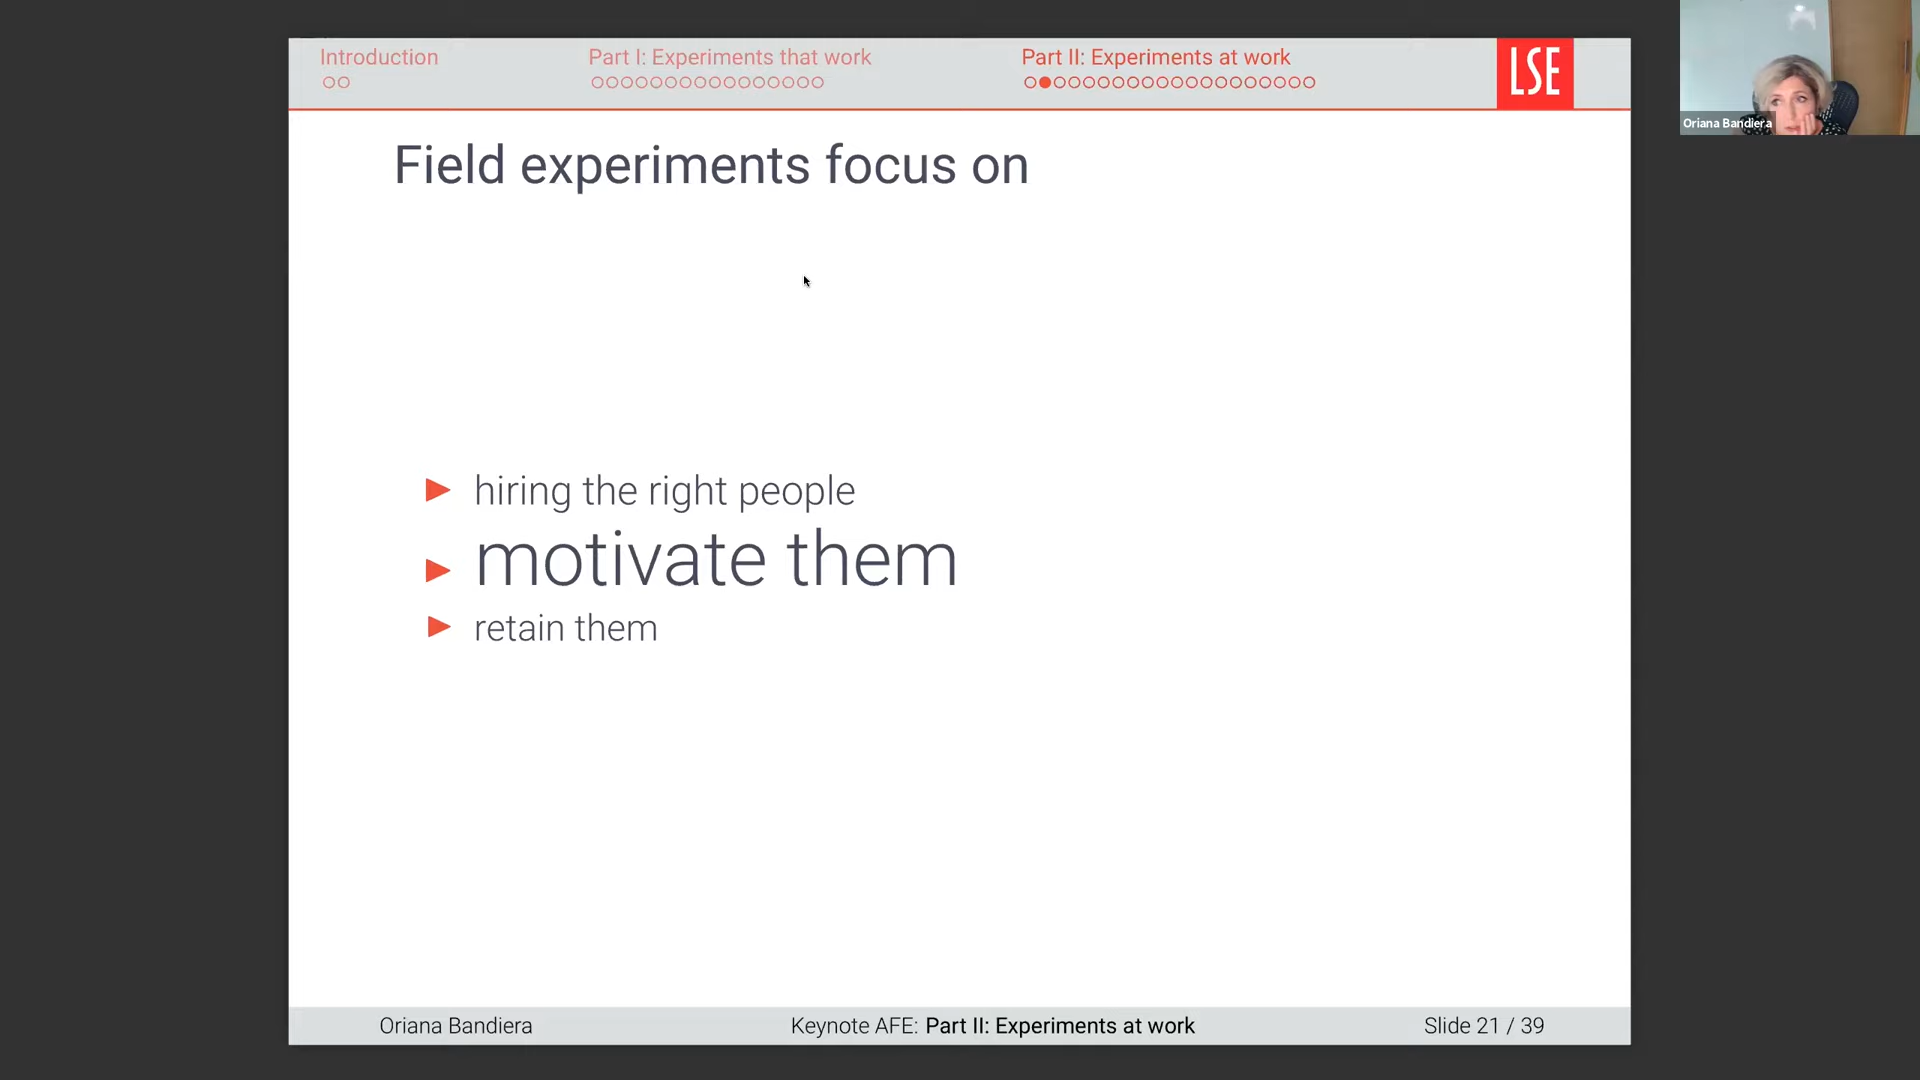 Introduction
Part I: Experiments that work
Part II: Experiments at work
LSE
Oriana Bandiera
Field experiments focus on
hiring the right people
motivate them
retain them
Oriana Bandiera
Keynote AFE: Part II: Experiments at work
Slide 21 / 39